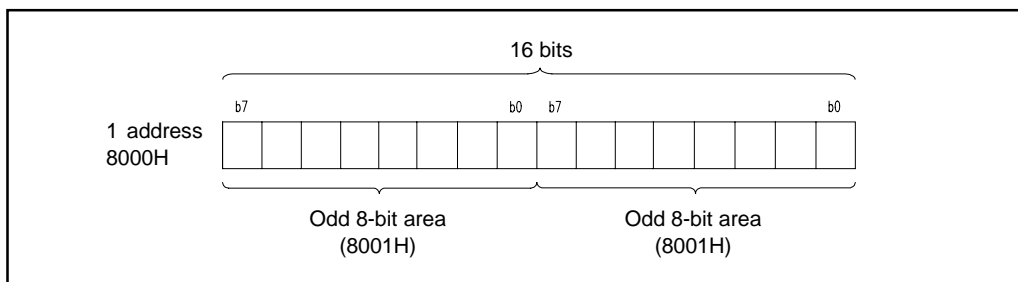 16 bits
b7 b0 b7 b0
1 address
8000H
Odd 8-bit area Odd 8-bit area
(8001H) (8001H)